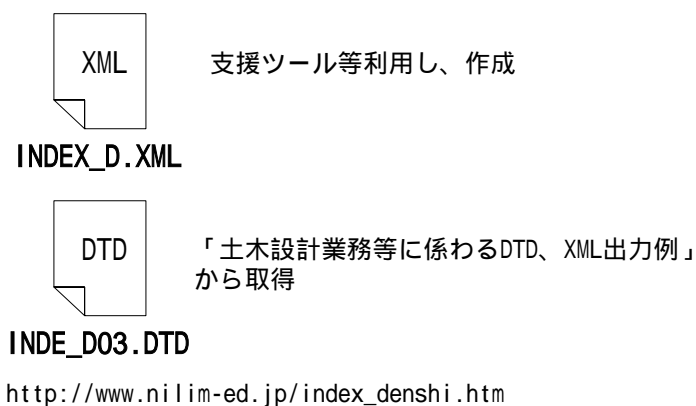 XML
支援ツール等利用し、作成
INDEX_D.XML
DTD
「土木設計業務等に係わるDTD、XML出力例」
から取得
INDE_D03.DTD
http://www.nilim-ed.jp/index_denshi.htm